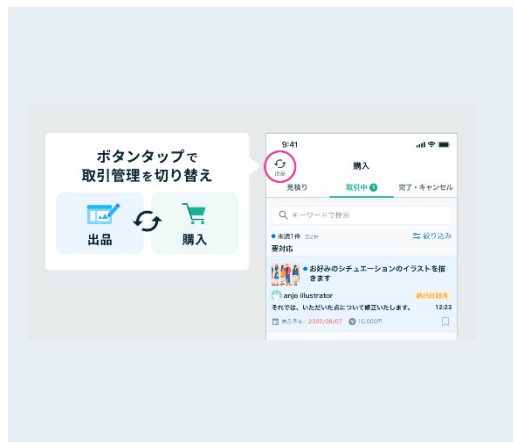 ボタンタップで
取引管理を切り替え
出品
購入
9:41
出品
購入
見積り
取引中 1
完了・キャンセル
キーワードで検索
未読1件
絞り込み
要対応
お好みのシチュエーションのイラストを描
きます
anjo illustrator
それでは、いただいた点について修正いたします。
12:23
2022/06/07
10,000円